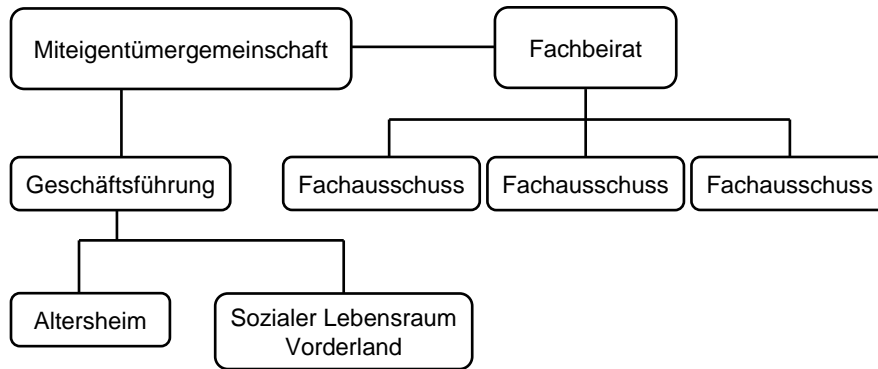 Miteigentümergemeinschaft
Fachbeirat
Geschäftsführung
Fachausschuss
Fachausschuss
Fachausschuss
Altersheim
Sozialer Lebensraum
Vorderland